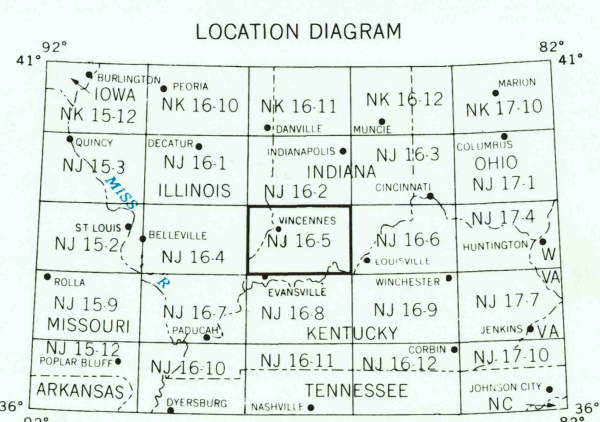 LOCATION DIAGRAM
92° 82°
41° 41°
BURLINGTON
IOWA
NK 15-12
PEORIA
NK 16-10
NK 16-11
DANVILLE
NK 16-12
MUNCIE
MARION
NK 17-10
QUINCY
NJ 15-3
DECATUR
NJ 16-1
ILLINOIS
INDIANAPOLIS
INDIANA
NJ 16-2
NJ 16-3
CINCINNATI
COLUMBUS
OHIO
NJ 17-1
MISS
R
ST LOUIS
NJ 15-2
BELLEVILLE
NJ 16-4
VINCENNES
NJ 16-5
NJ 16-6
LOUISVILLE
NJ 17-4
HUNTINGTON
W
VA
ROLLA
NJ 15-9
MISSOURI
NJ 16-7
PADUCAH
EVANSVILLE
NJ 16-8
KENTUCKY
WINCHESTER
NJ 16-9
NJ 17-7
JENKINS
VA
NJ 15-12
POPLAR BLUFF
ARKANSAS
NJ 16-10
DYERSBURG
NJ 16-11
NASHVILLE
TENNESSEE
CORBIN
NJ 16-12
NJ 17-10
JOHNSON CITY
NC
36° 36°